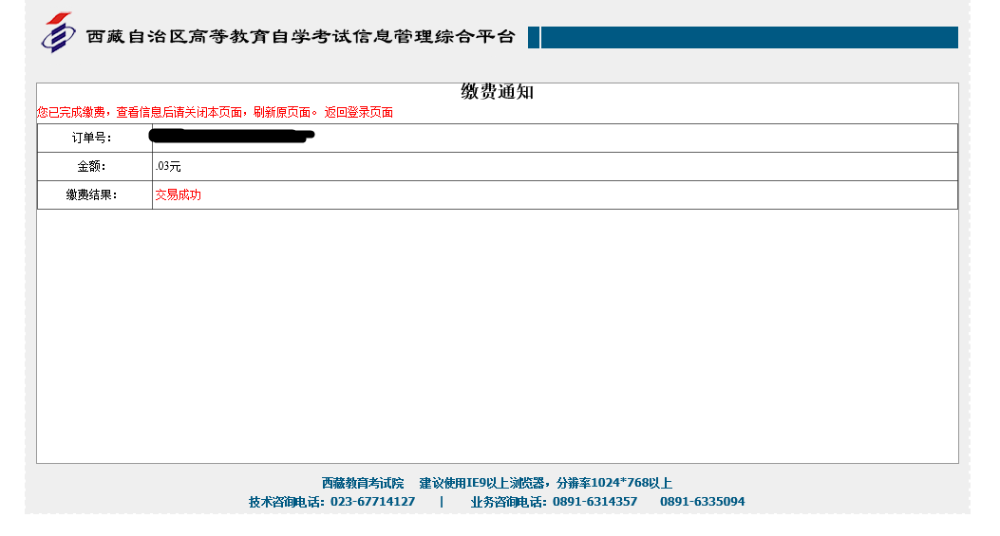 西藏自治区高等教育自学考试信息管理综合平台
缴费通知
您已完成缴费，查看信息后请关闭本页面，刷新原页面。 返回登录页面
订单号：
金额： .03元
缴费结果： 交易成功
西藏教育考试院 建议使用IE9以上浏览器，分辨率1024*768以上
技术咨询电话：023-67714127 | 业务咨询电话：0891-6314357 0891-6335094